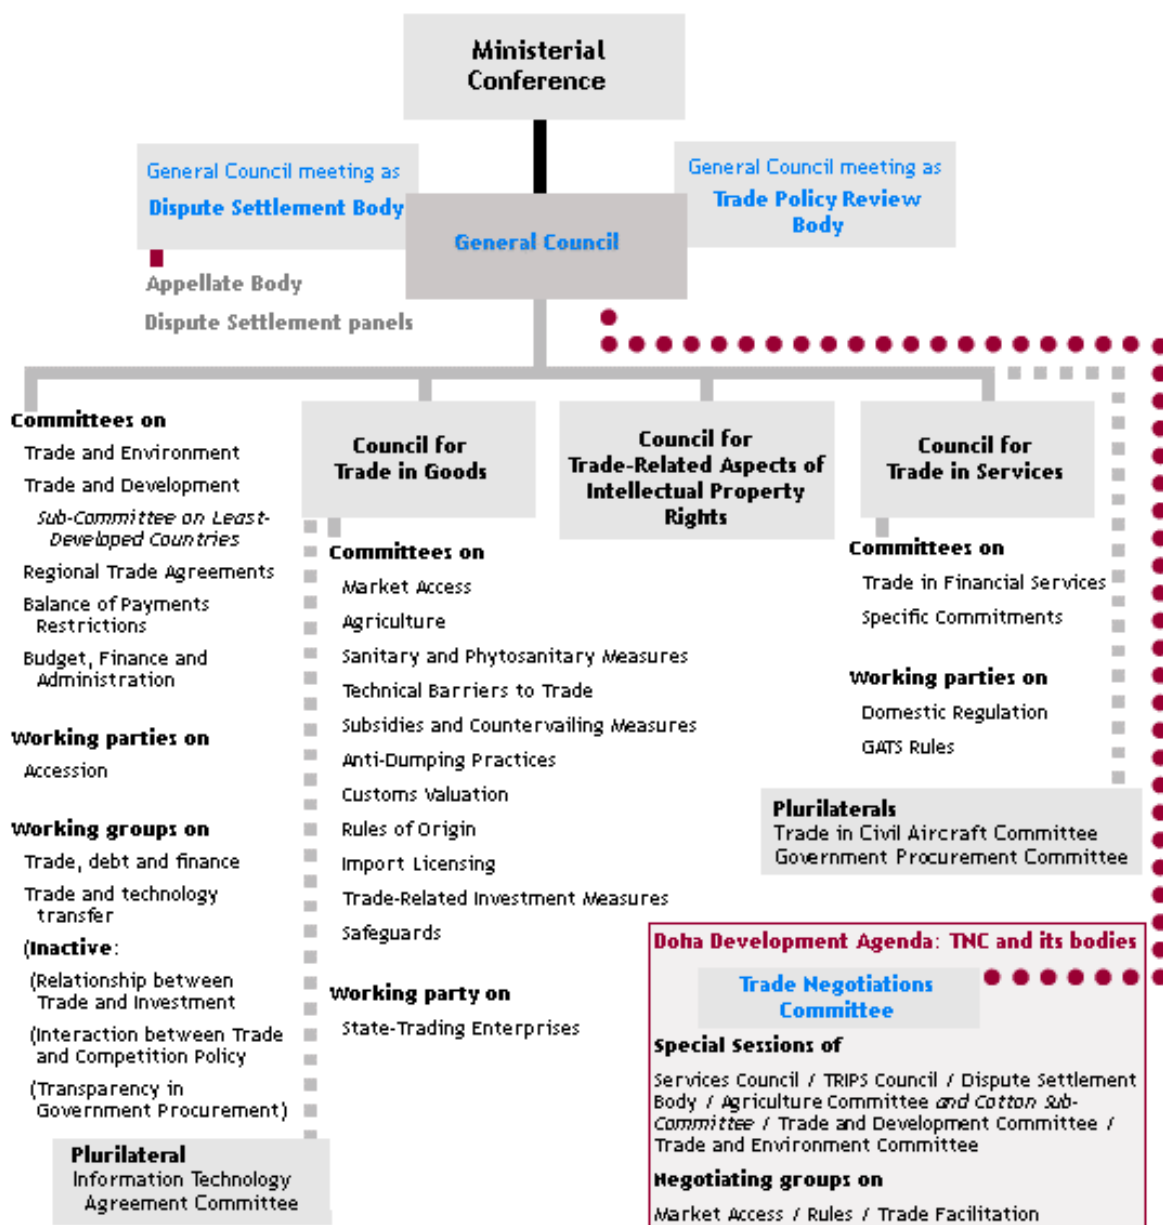 Ministerial
Conference
General Council meeting as
Dispute Settlement Body
General Council meeting as
Trade Policy Review
Body
General Council
Appellate Body
Dispute Settlement panels
Committees on
Trade and Environment
Trade and Development
Sub-Committee on Least-
Developed Countries
Regional Trade Agreements
Balance of Payments
Restrictions
Budget, Finance and
Administration
Working parties on
Accession
Working groups on
Trade, debt and finance
Trade and technology
transfer
(Inactive:
(Relationship between
Trade and Investment
(Interaction between Trade
and Competition Policy
(Transparency in
Government Procurement)
Plurilateral
Information Technology
Agreement Committee
Council for
Trade in Goods
Committees on
Market Access
Agriculture
Sanitary and Phytosanitary Measures
Technical Barriers to Trade
Subsidies and Countervailing Measures
Anti-Dumping Practices
Customs Valuation
Rules of Origin
Import Licensing
Trade-Related Investment Measures
Safeguards
Working party on
State-Trading Enterprises
Council for
Trade-Related Aspects of
Intellectual Property
Rights
Council for
Trade in Services
Committees on
Trade in Financial Services
Specific Commitments
Working parties on
Domestic Regulation
GATS Rules
Plurilaterals
Trade in Civil Aircraft Committee
Government Procurement Committee
Doha Development Agenda: TNC and its bodies
Trade Negotiations
Committee
Special Sessions of
Services Council / TRIPS Council / Dispute Settlement
Body / Agriculture Committee and Cotton Sub-
Committee / Trade and Development Committee /
Trade and Environment Committee
Negotiating groups on
Market Access / Rules / Trade Facilitation